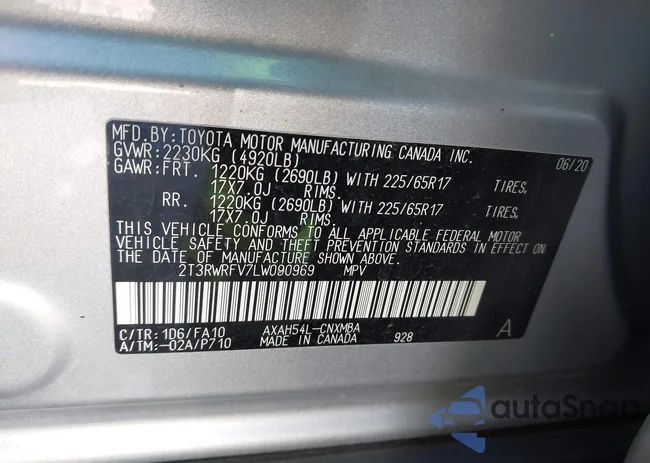 MFD.BY:TOYOTA MOTOR MANUFACTURING CANADA INC.
GVWR:2230KG (4920LB) 06/20
GAWR:FRT. 1220KG (2690LB) WITH 225/65R17 TIRES,
17X7.0J RIMS.
RR. 1220KG (2690LB) WITH 225/65R17 TIRES,
17X7.0J RIMS.
THIS VEHICLE CONFORMS TO ALL APPLICABLE FEDERAL MOTOR
VEHICLE SAFETY AND THEFT PREVENTION STANDARDS IN EFFECT ON
THE DATE OF MANUFACTURE SHOWN ABOVE.
2T3RWRFV7LW090969 MPV
C/TR: 1D6/FA10 AXAH54L-CNXMBA A
A/TM:-02A/P710 MADE IN CANADA 928
autoSnap